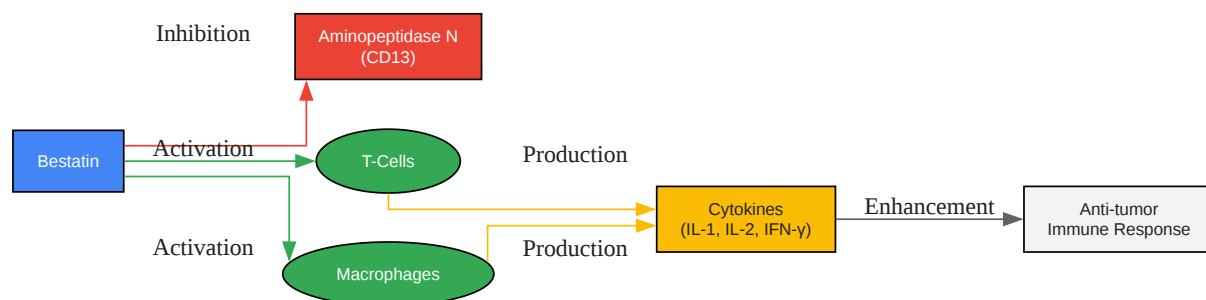 Inhibition
Aminopeptidase N
(CD13)
Bestatin
Activation
T-Cells
Production
Cytokines
(IL-1, IL-2, IFN-γ)
Enhancement
Anti-tumor
Immune Response
Activation
Macrophages
Production